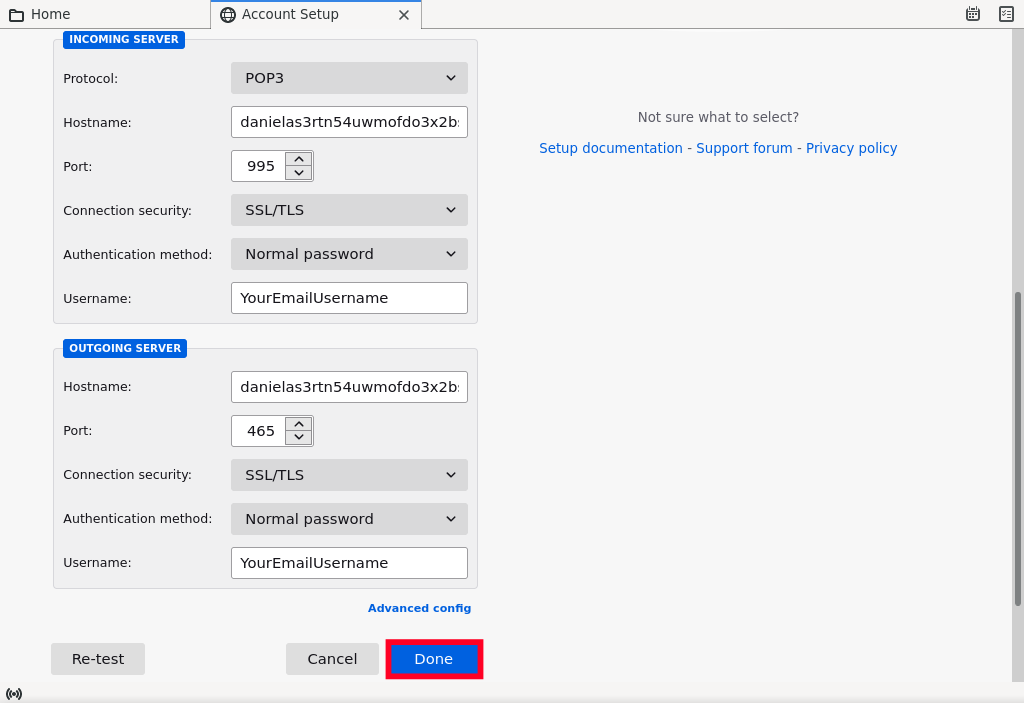 Home
Account Setup
INCOMING SERVER
Protocol: POP3
Hostname: danielas3rtn54uwmofdo3x2b
Port: 995
Connection security: SSL/TLS
Authentication method: Normal password
Username: YourEmailUsername
OUTGOING SERVER
Hostname: danielas3rtn54uwmofdo3x2b
Port: 465
Connection security: SSL/TLS
Authentication method: Normal password
Username: YourEmailUsername
Advanced config
Re-test
Cancel
Done
Not sure what to select?
Setup documentation - Support forum - Privacy policy